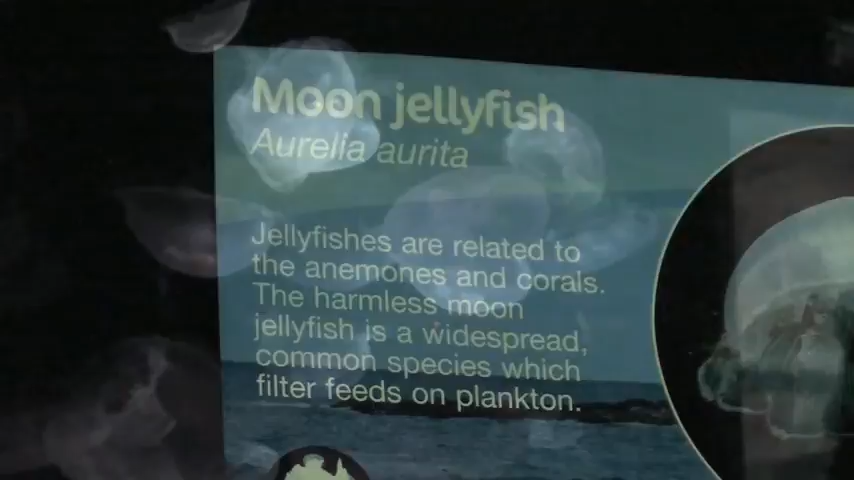 Moon jellyfish
Aurelia aurita
Jellyfishes are related to
the anemones and corals.
The harmless moon
jellyfish is a widespread,
common species which
filter feeds on plankton.